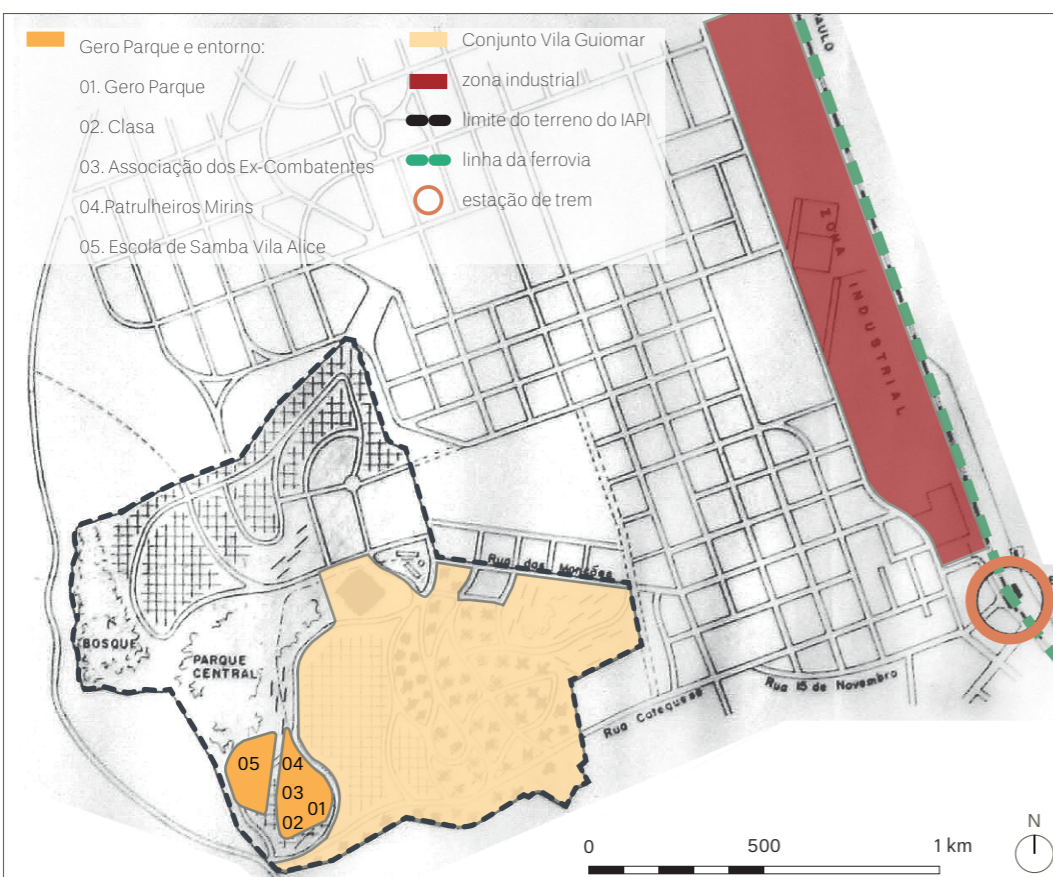 Gero Parque e entorno:
01. Gero Parque
02. Clasa
03. Associação dos Ex-Combatentes
04.Patrulheiros Mirins
05. Escola de Samba Vila Alice
Conjunto Vila Guiomar
zona industrial
limite do terreno do IAPI
linha da ferrovia
estação de trem
PAULO
ZONA
INDUSTRIAL
Rua das Monções
BOSQUE
PARQUE
CENTRAL
Rua Catequese
Rua 15 de Novembro
05
04
03
01
02
0
500
1 km
N